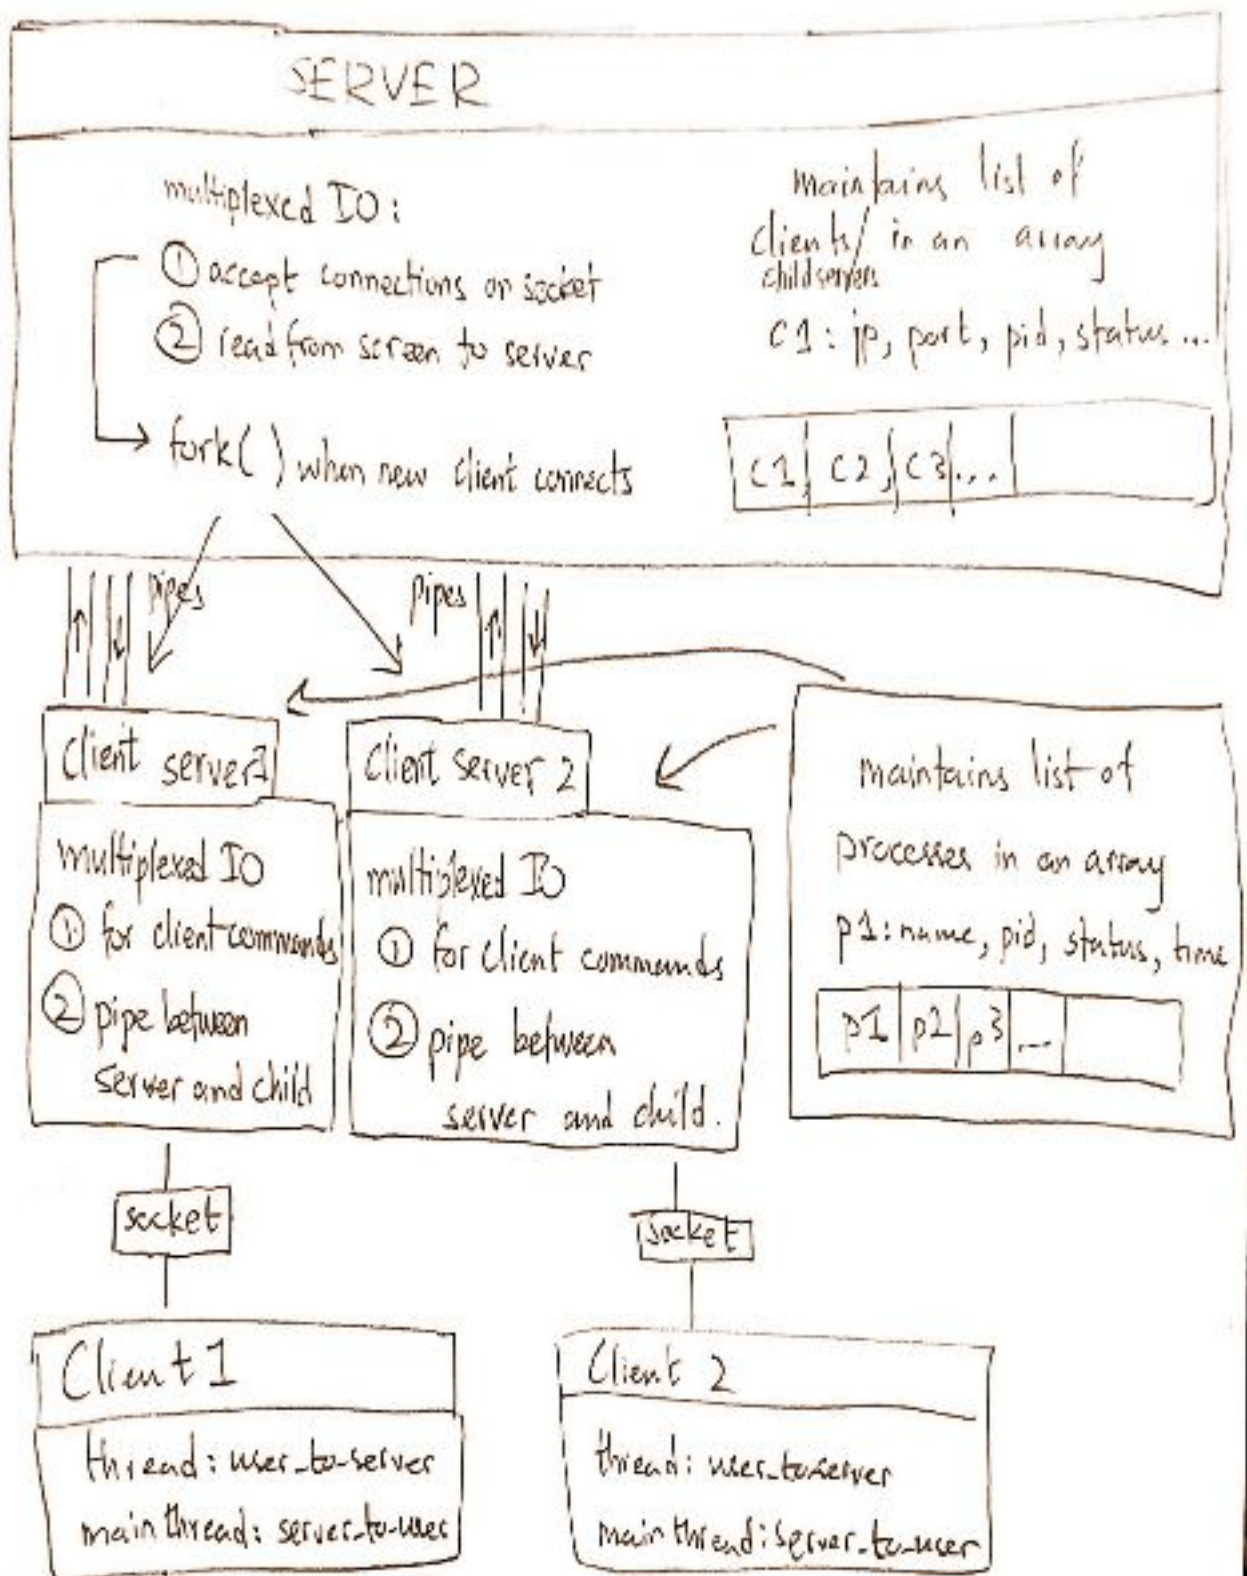 SERVER
multiplexed IO:
① accept connections on socket
② read from screen to server
fork( ) when new client connects
maintains list of
clients/ in an array
child servers
c1: ip, port, pid, status...
c1, c2, c3 ...
pipes
pipes
Client server1
multiplexed IO
① for client commands
② pipe between
server and child
Client server 2
multiplexed IO
① for client commands
② pipe between
server and child.
maintains list of
processes in an array
p1: name, pid, status, time
p1 p2 p3 ...
socket
socket
Client 1
thread: user_to_server
main thread: server_to_user
Client 2
thread: user_to_server
main thread: server_to_user